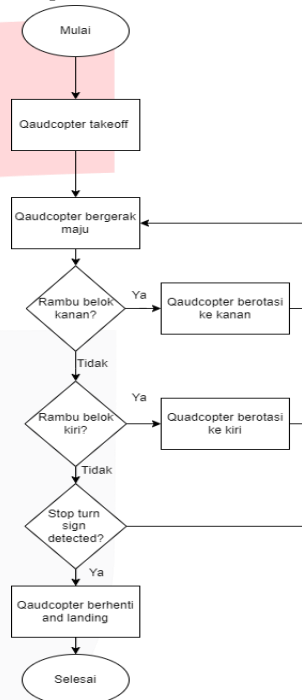 Mulai
Qaudcopter takeoff
Qaudcopter bergerak
maju
Rambu belok
kanan?
Ya
Qaudcopter berotasi
ke kanan
Tidak
Rambu belok
kiri?
Ya
Quadcopter berotasi
ke kiri
Tidak
Stop turn
sign
detected?
Ya
Qaudcopter berhenti
and landing
Selesai